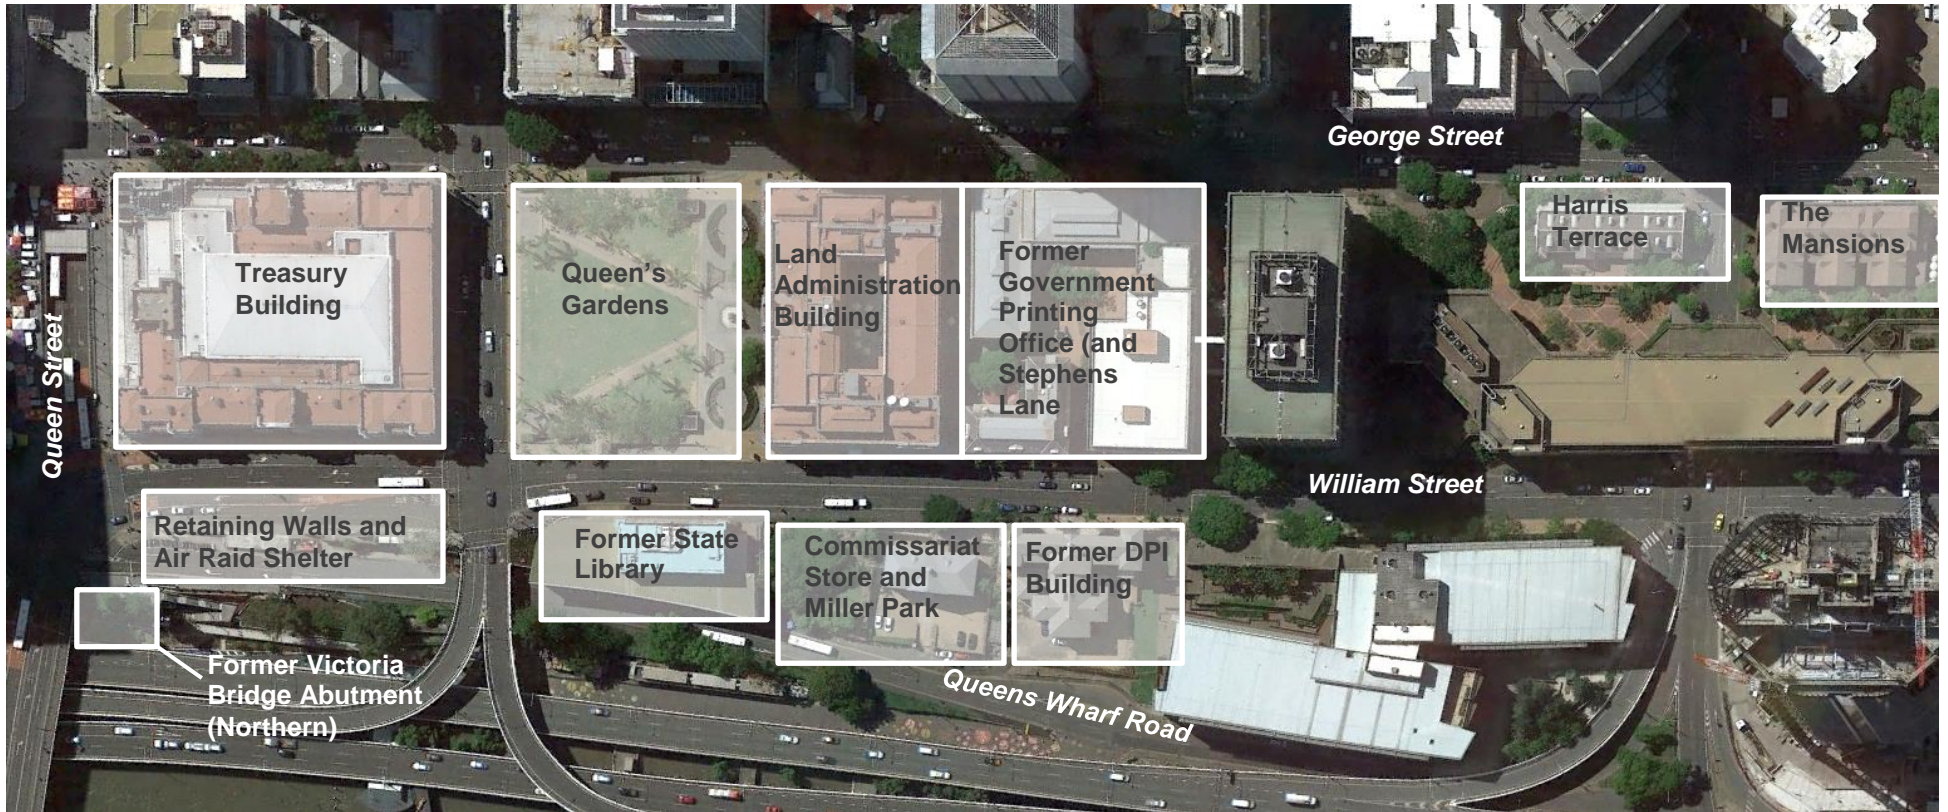 George Street
Harris
Terrace
The
Mansions
Treasury
Building
Queen's
Gardens
Land
Administration
Building
Former
Government
Printing
Office (and
Stephens
Lane
Queen Street
William Street
Retaining Walls and
Air Raid Shelter
Former State
Library
Commissariat
Store and
Miller Park
Former DPI
Building
Former Victoria
Bridge Abutment
(Northern)
Queens Wharf Road